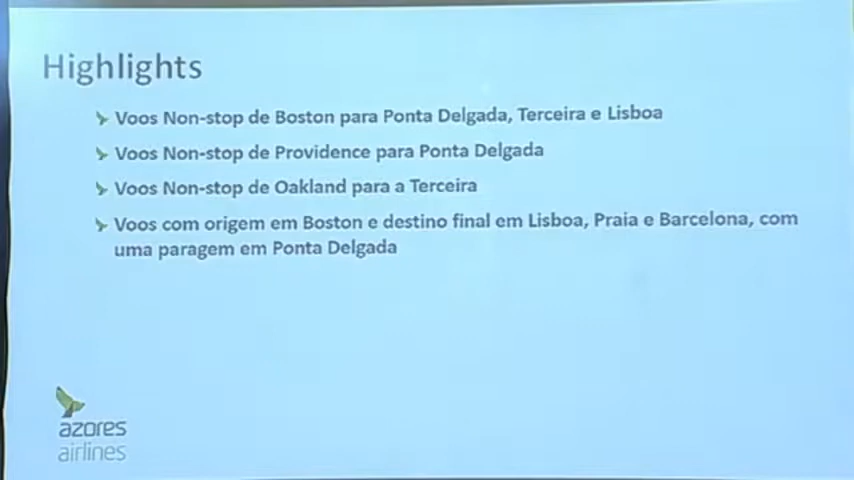 Highlights
Voos Non-stop de Boston para Ponta Delgada, Terceira e Lisboa
Voos Non-stop de Providence para Ponta Delgada
Voos Non-stop de Oakland para a Terceira
Voos com origem em Boston e destino final em Lisboa, Praia e Barcelona, com
uma paragem em Ponta Delgada
azores
airlines